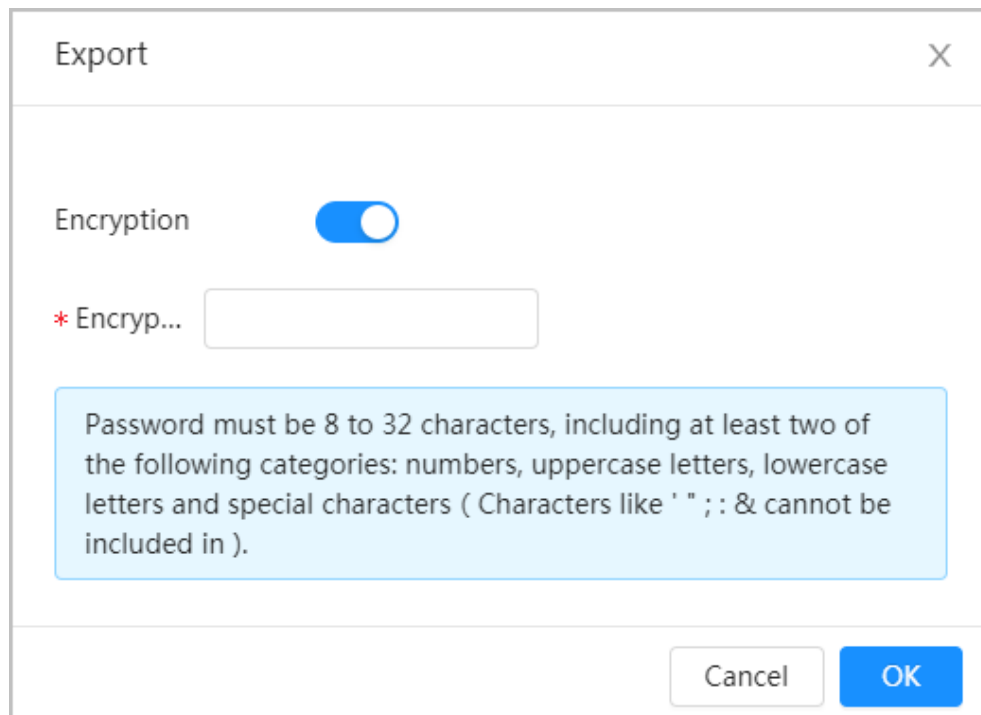 Export
X
Encryption
* Encryp...
Password must be 8 to 32 characters, including at least two of
the following categories: numbers, uppercase letters, lowercase
letters and special characters ( Characters like ' " ; : & cannot be
included in ).
Cancel OK